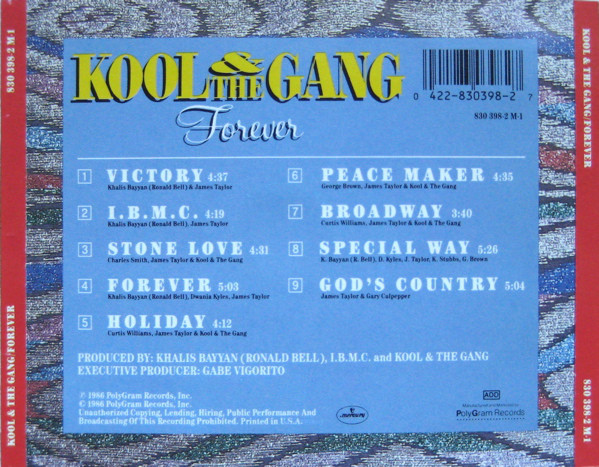 830 398-2 M-1
KOOL & THE GANG/FOREVER
KOOL & THE GANG
Forever
0 422-830398-2 7
830 398-2 M-1
1 VICTORY 4:37
Khalis Bayyan (Ronald Bell) & James Taylor
2 I.B.M.C. 4:19
Khalis Bayyan (Ronald Bell), James Taylor
3 STONE LOVE 4:31
Charles Smith, James Taylor & Kool & The Gang
4 FOREVER 5:03
Khalis Bayyan (Ronald Bell), Dwania Kyles, James Taylor
5 HOLIDAY 4:12
Curtis Williams, James Taylor & Kool & The Gang
6 PEACE MAKER 4:35
George Brown, James Taylor & Kool & The Gang
7 BROADWAY 3:40
Curtis Williams, James Taylor & Kool & The Gang
8 SPECIAL WAY 5:26
K. Bayyan (R. Bell), D. Kyles, J. Taylor, K. Stubbs, G. Brown
9 GOD'S COUNTRY 5:04
James Taylor & Gary Culpepper
PRODUCED BY: KHALIS BAYYAN (RONALD BELL), I.B.M.C. and KOOL & THE GANG
EXECUTIVE PRODUCER: GABE VIGORITO
℗ 1986 PolyGram Records, Inc.
© 1986 PolyGram Records, Inc.
Unauthorized Copying, Lending, Hiring, Public Performance And
Broadcasting Of This Recording Prohibited. Printed in U.S.A.
mercury
ADD
Manufactured and Marketed by
PolyGram Records
KOOL & THE GANG/FOREVER
830 398-2 M-1